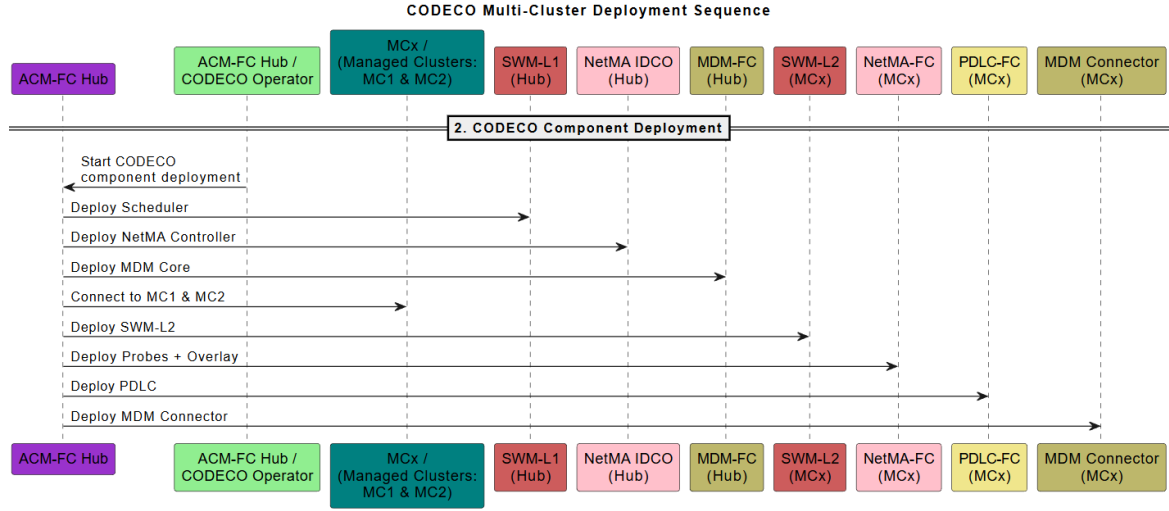 CODECO Multi-Cluster Deployment Sequence
ACM-FC Hub
ACM-FC Hub /
CODECO Operator
MCx /
(Managed Clusters:
MC1 & MC2)
SWM-L1
(Hub)
NetMA IDCO
(Hub)
MDM-FC
(Hub)
SWM-L2
(MCx)
NetMA-FC
(MCx)
PDLC-FC
(MCx)
MDM Connector
(MCx)
2. CODECO Component Deployment
Start CODECO
component deployment
Deploy Scheduler
Deploy NetMA Controller
Deploy MDM Core
Connect to MC1 & MC2
Deploy SWM-L2
Deploy Probes + Overlay
Deploy PDLC
Deploy MDM Connector
ACM-FC Hub
ACM-FC Hub /
CODECO Operator
MCx /
(Managed Clusters:
MC1 & MC2)
SWM-L1
(Hub)
NetMA IDCO
(Hub)
MDM-FC
(Hub)
SWM-L2
(MCx)
NetMA-FC
(MCx)
PDLC-FC
(MCx)
MDM Connector
(MCx)